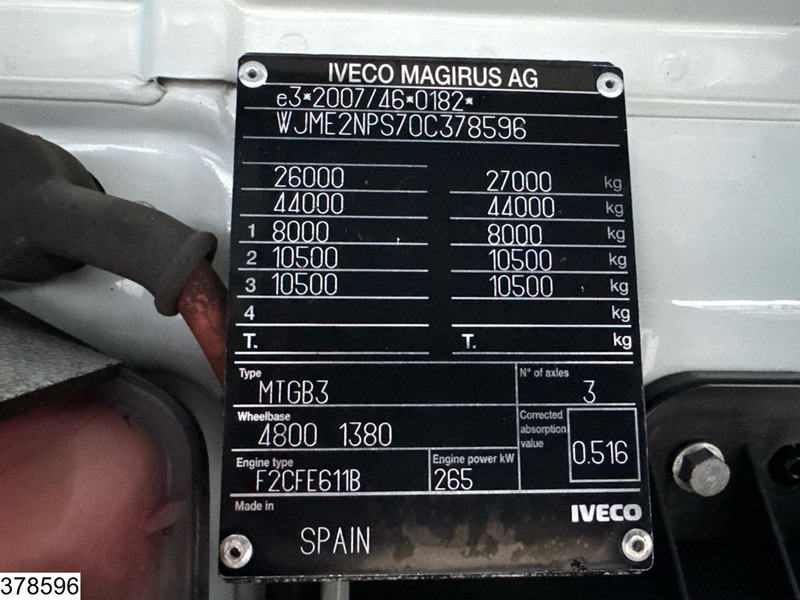 IVECO MAGIRUS AG
e3*2007/46*0182*
WJME2NPS70C378596
26000 27000 kg
44000 44000 kg
1 8000 8000 kg
2 10500 10500 kg
3 10500 10500 kg
4 kg
T. T. kg
Type N° of axles
MTGB3 3
Wheelbase Corrected absorption value
4800 1380 0.516
Engine type Engine power kW
F2CFE611B 265
Made in IVECO
SPAIN
378596